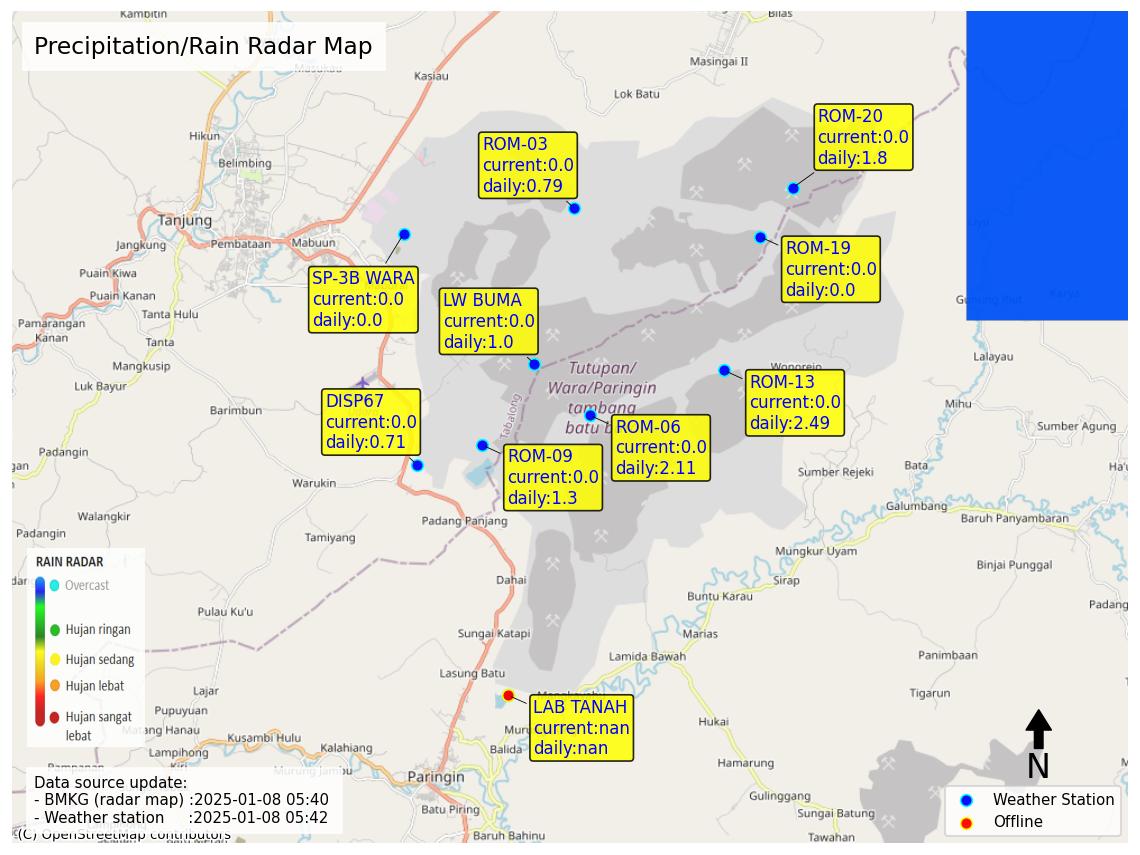 Kambitin
Bilas
Precipitation/Rain Radar Map
Masukau
Kasiau
Masingai II
Lok Batu
Hikun
Belimbing
ROM-20
current:0.0
daily:1.8
ROM-03
current:0.0
daily:0.79
Tanjung
Jangkung
Pembataan
Mabuun
ROM-19
current:0.0
daily:0.0
Puain Kiwa
Puain Kanan
Tanta Hulu
SP-3B WARA
current:0.0
daily:0.0
LW BUMA
current:0.0
daily:1.0
Karya
Pamarangan
Kanan
Tanta
Mangkusip
Luk Bayur
Barimbun
Lalayau
Wonorejo
Mihu
Tutupan/
Wara/Paringin
tambang
batu b
Tabalong
ROM-13
current:0.0
daily:2.49
DISP67
current:0.0
daily:0.71
ROM-06
current:0.0
daily:2.11
ROM-09
current:0.0
daily:1.3
Sumber Agung
Padangin
Warukin
Sumber Rejeki
Bata
Ha'u
Galumbang
Baruh Panyambaran
Walangkir
Padangin
Padang Panjang
Tamiyang
Mungkur Uyam
Binjai Punggal
Dahai
Sirap
Buntu Karau
Padang
Pulau Ku'u
Sungai Katapi
Marias
Lamida Bawah
Panimbaan
Lasung Batu
Tigarun
RAIN RADAR
Overcast
Hujan ringan
Hujan sedang
Hujan lebat
Hujan sangat
lebat
Lajar
Pupuyuan
Matang Hanau
Lampihong
Kusambi Hulu
Kalahiang
Murung Jambu
LAB TANAH
current:nan
daily:nan
Balida
Hukai
Hamarung
Paringin
Batu Piring
Baruh Bahinu
Gulinggang
Sungai Batung
Tawahan
N
Weather Station
Offline
Data source update:
- BMKG (radar map) :2025-01-08 05:40
- Weather station :2025-01-08 05:42
(C) OpenStreetMap contributors